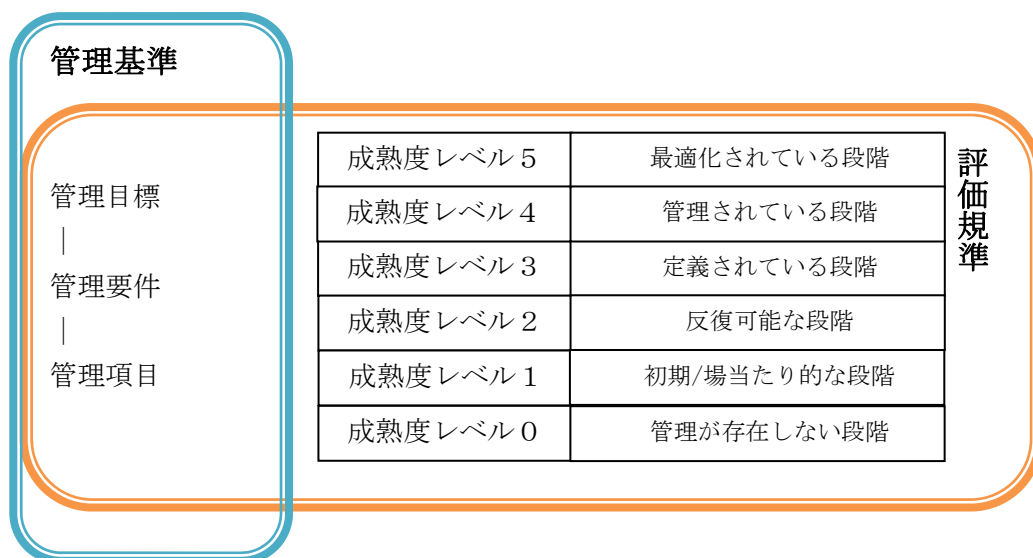 管理基準
管理目標
|
管理要件
|
管理項目
成熟度レベル５ 最適化されている段階
成熟度レベル４ 管理されている段階
成熟度レベル３ 定義されている段階
成熟度レベル２ 反復可能な段階
成熟度レベル１ 初期/場当たり的な段階
成熟度レベル０ 管理が存在しない段階
評価規準